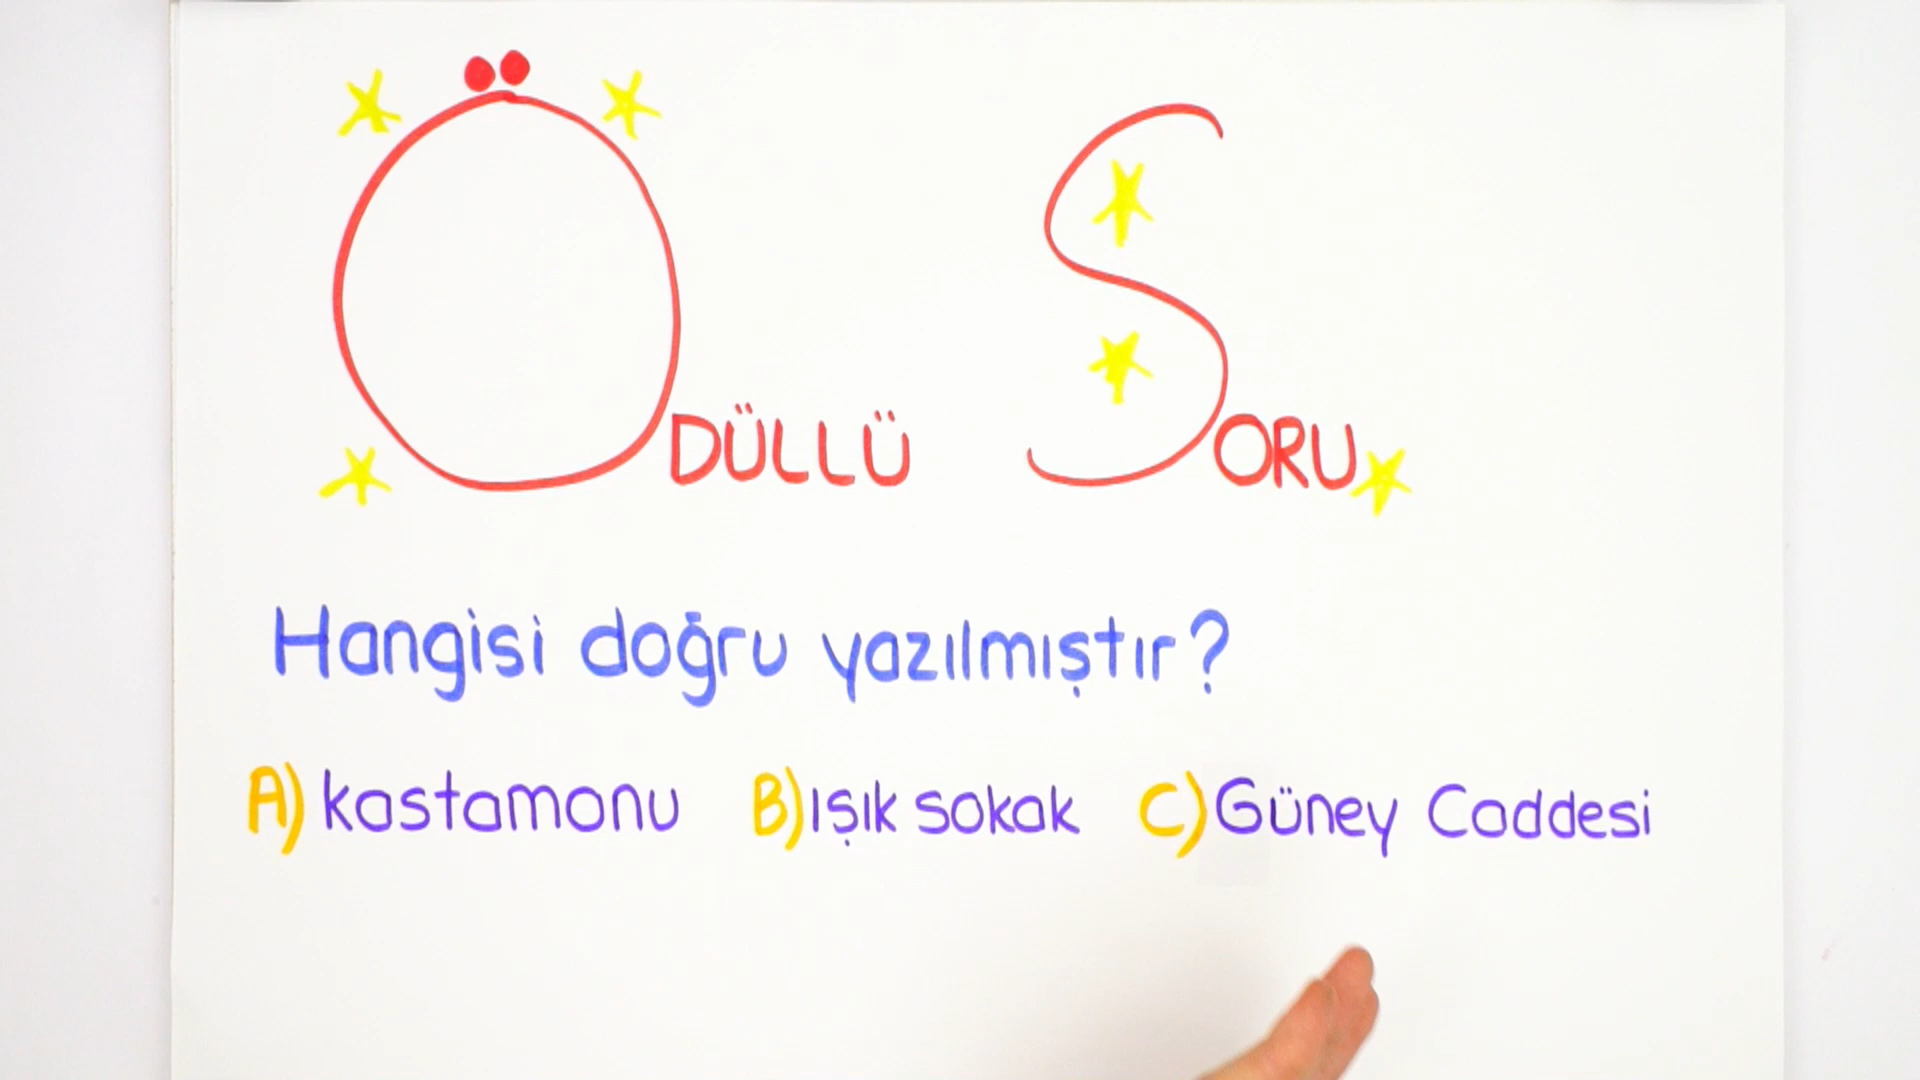 ÖDÜLLÜ SORU
Hangisi doğru yazılmıştır?
A) kastamonu B) ışık sokak C) Güney Caddesi